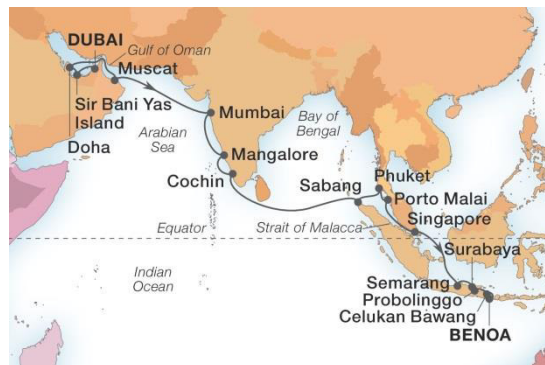 DUBAI
Gulf of Oman
Muscat
Sir Bani Yas
Island
Doha
Arabian
Sea
Mumbai
Bay of
Bengal
Mangalore
Cochin
Sabang
Phuket
Porto Malai
Singapore
Equator
Strait of Malacca
Surabaya
Indian
Ocean
Semarang
Probolinggo
Celukan Bawang
BENOA